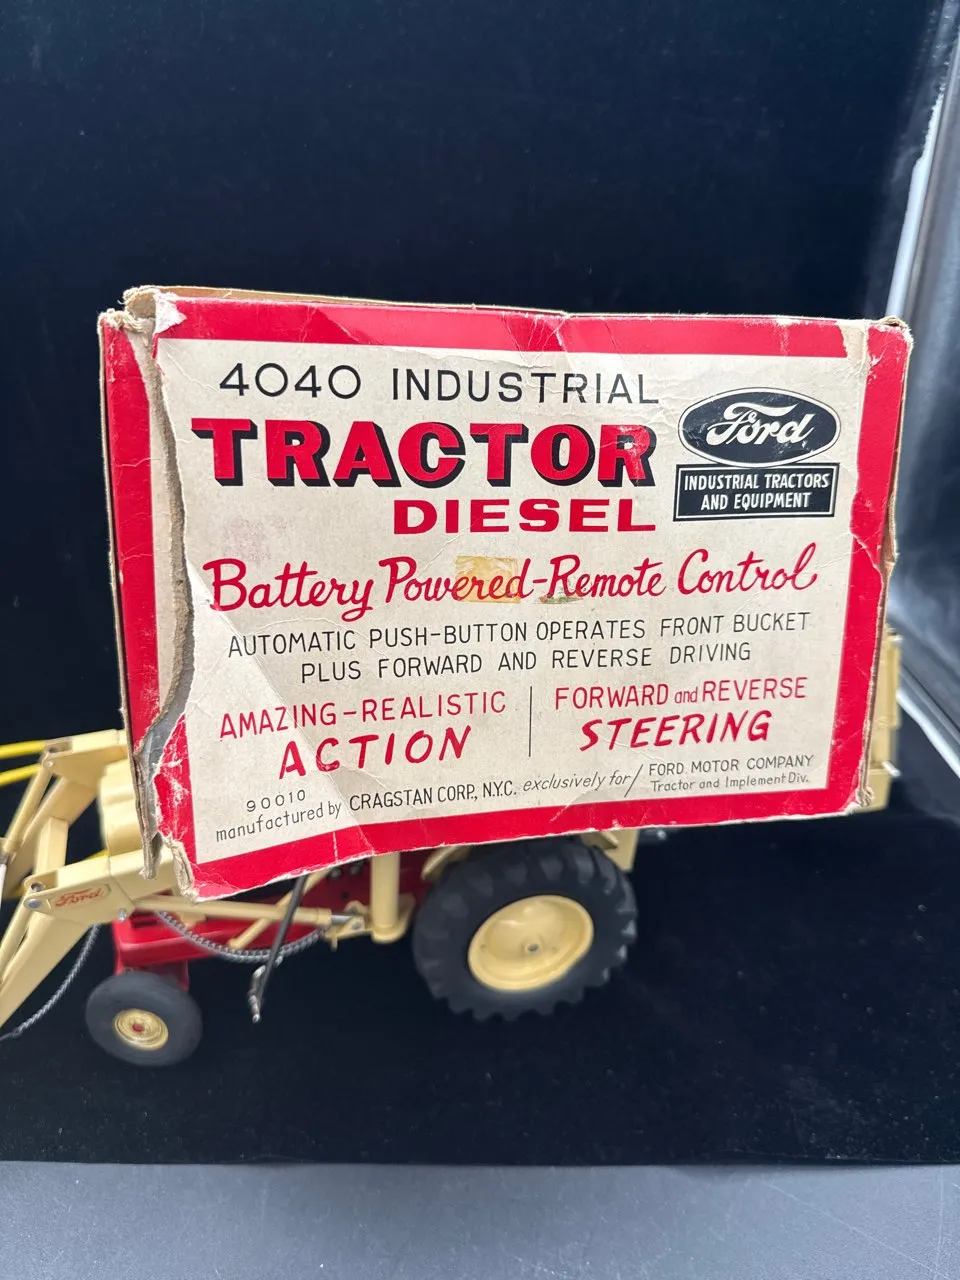 4040 INDUSTRIAL
TRACTOR
DIESEL
Ford
INDUSTRIAL TRACTORS
AND EQUIPMENT
Battery Powered-Remote Control
AUTOMATIC PUSH-BUTTON OPERATES FRONT BUCKET
PLUS FORWARD AND REVERSE DRIVING
AMAZING-REALISTIC
ACTION
FORWARD and REVERSE
STEERING
90010
manufactured by CRAGSTAN CORP., N.Y.C. exclusively for/
FORD MOTOR COMPANY
Tractor and Implement Div.
Ford